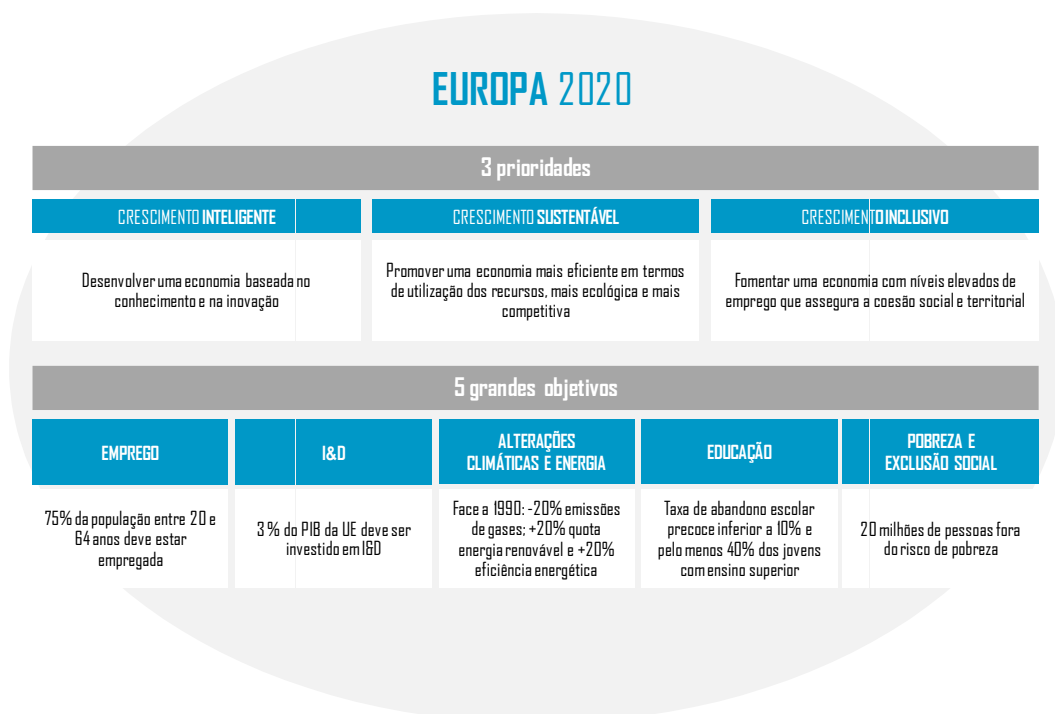 EUROPA 2020
3 prioridades
CRESCIMENTO INTELIGENTE
Desenvolver uma economia baseada no
conhecimento e na inovação
CRESCIMENTO SUSTENTÁVEL
Promover uma economia mais eficiente em termos
de utilização dos recursos, mais ecológica e mais
competitiva
CRESCIMENTO INCLUSIVO
Fomentar uma economia com níveis elevados de
emprego que assegura a coesão social e territorial
5 grandes objetivos
EMPREGO
75% da população entre 20 e
64 anos deve estar
empregada
I&D
3 % do PIB da UE deve ser
investido em I&D
ALTERAÇÕES
CLIMÁTICAS E ENERGIA
Face a 1990: -20% emissões
de gases; +20% quota
energia renovável e +20%
eficiência energética
EDUCAÇÃO
Taxa de abandono escolar
precoce inferior a 10% e
pelo menos 40% dos jovens
com ensino superior
POBREZA E
EXCLUSÃO SOCIAL
20 milhões de pessoas fora
do risco de pobreza